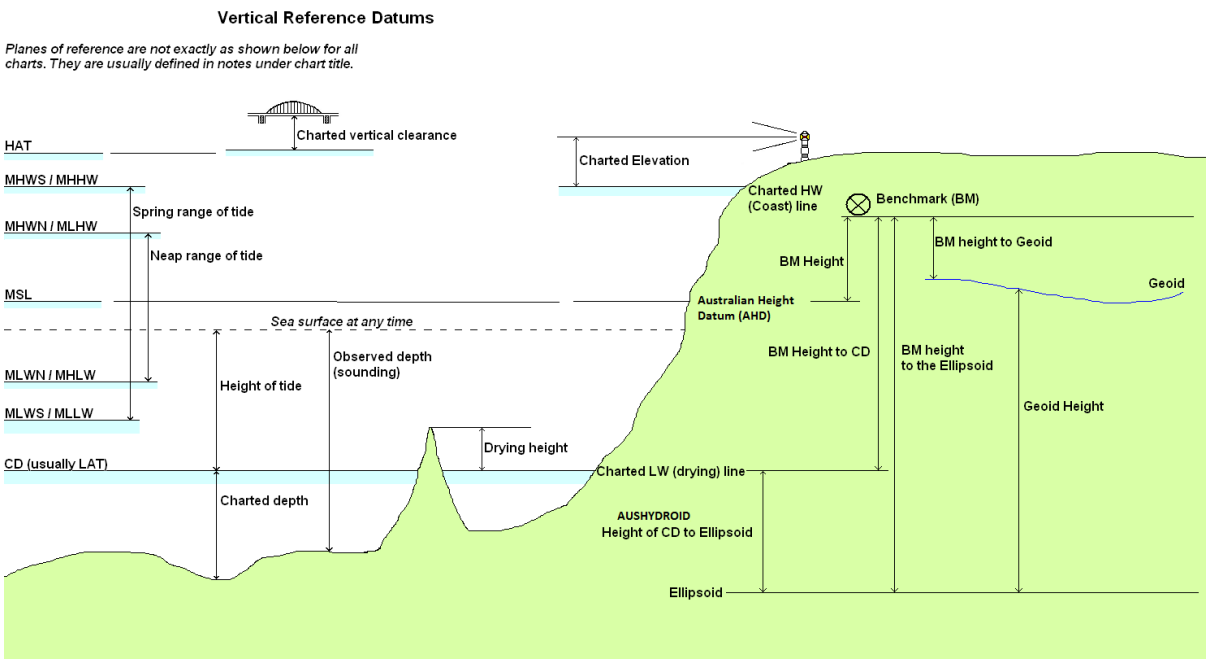 Vertical Reference Datums
Planes of reference are not exactly as shown below for all
charts. They are usually defined in notes under chart title.
Charted vertical clearance
HAT
Charted Elevation
MHWS / MHHW
Charted HW
(Coast) line
Benchmark (BM)
Spring range of tide
MHWN / MLHW
BM height to Geoid
Neap range of tide
BM Height
Geoid
MSL
Australian Height
Datum (AHD)
Sea surface at any time
Observed depth
(sounding)
BM Height to CD
BM height
to the Ellipsoid
MLWN / MHLW
Height of tide
Geoid Height
MLWS / MLLW
Drying height
CD (usually LAT)
Charted LW (drying) line
Charted depth
AUSHYDROID
Height of CD to Ellipsoid
Ellipsoid